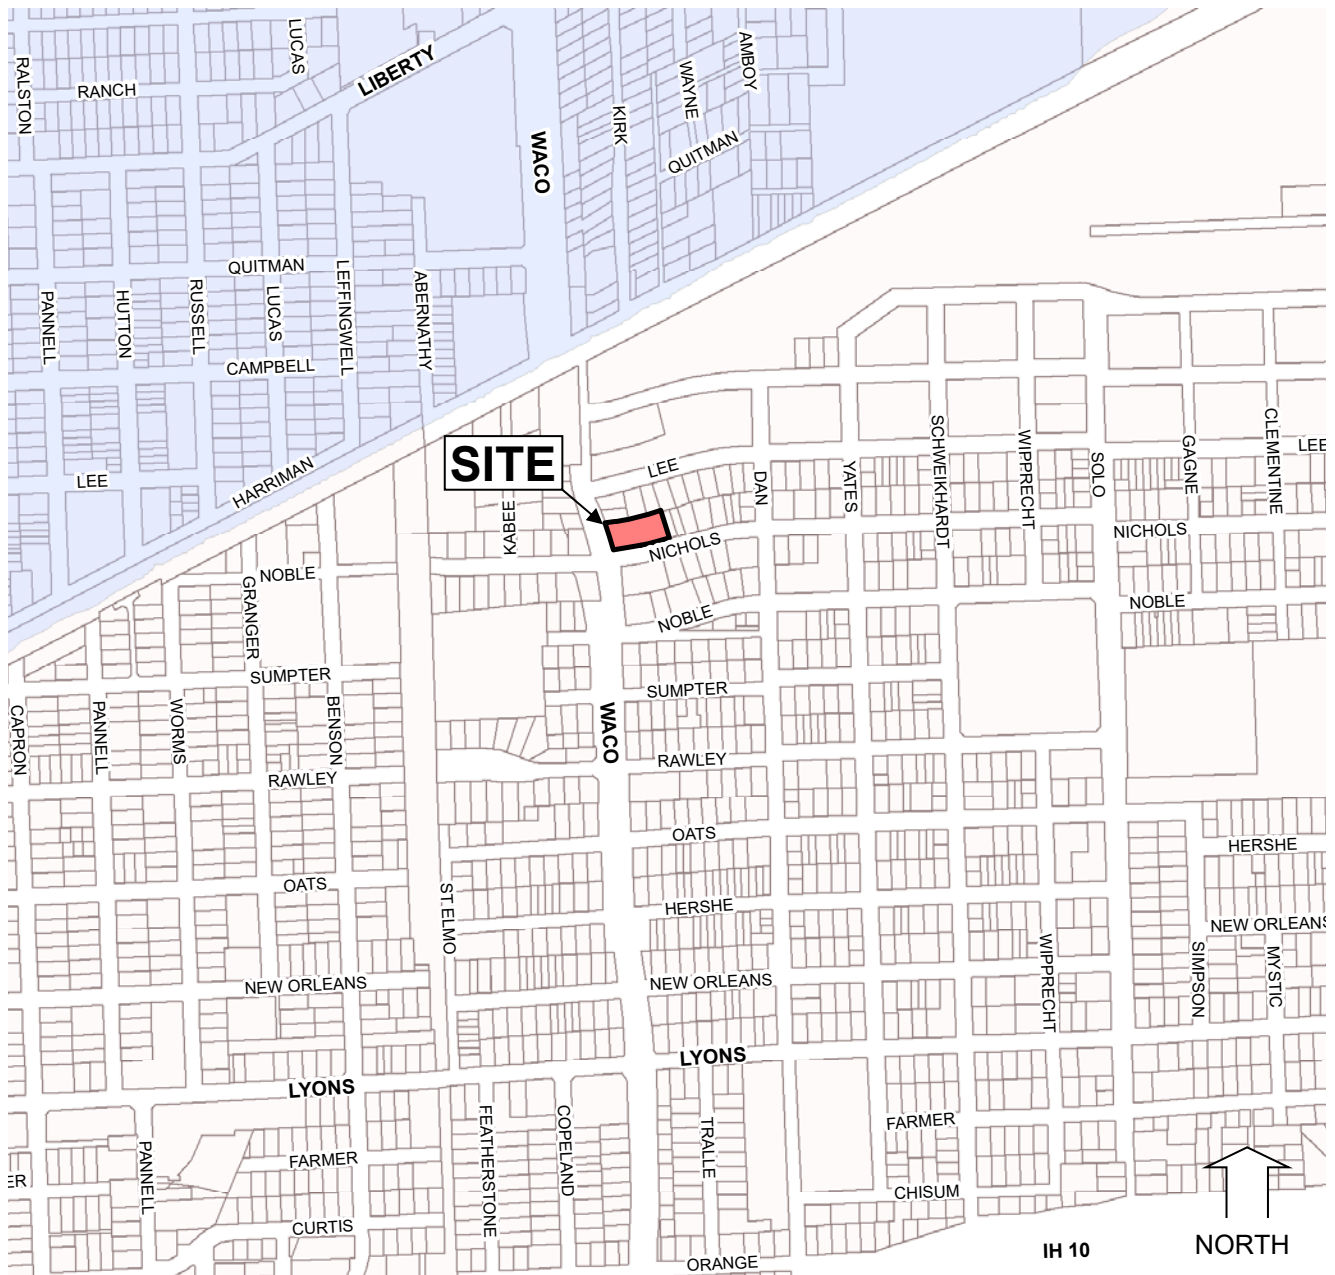 LUCAS
RALSTON
RANCH
LIBERTY
AMBOY
WAYNE
KIRK
WACO
QUITMAN
QUITMAN
PANNELL
HUTTON
RUSSELL
LUCAS
LEFFINGWELL
ABERNATHY
CAMPBELL
LEE
HARRIMAN
SITE
KABEE
LEE
DAN
YATES
SCHWEIKHARDT
WIPPRECHT
SOLO
GAGNE
CLEMENTINE
LEE
NICHOLS
NICHOLS
NOBLE
GRANGER
NOBLE
NOBLE
SUMPTER
SUMPTER
CAPRON
PANNELL
WORMS
BENSON
WACO
RAWLEY
RAWLEY
OATS
HERSHE
OATS
ST.ELMO
HERSHE
NEW ORLEANS
NEW ORLEANS
NEW ORLEANS
WIPPRECHT
SIMPSON
MYSTIC
LYONS
LYONS
PANNELL
FEATHERSTONE
COPELAND
TRALLE
FARMER
FARMER
ER
CHISUM
CURTIS
ORANGE
IH 10
NORTH